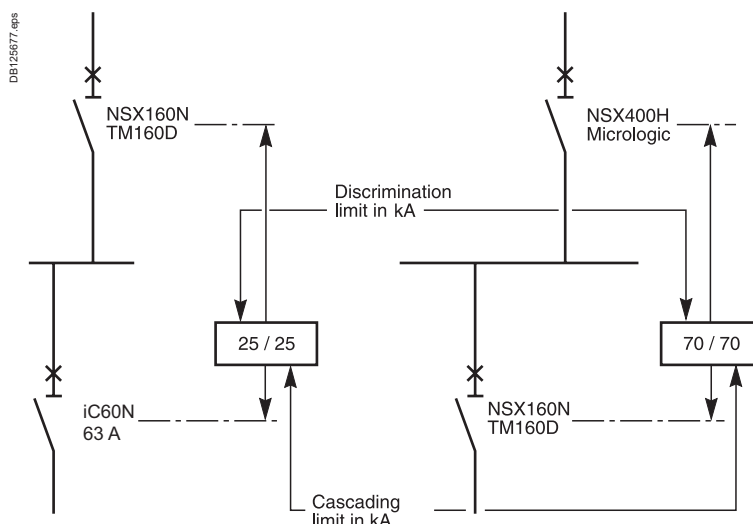 DB125677.eps
NSX160N
TM160D
NSX400H
Micrologic
Discrimination
limit in kA
25 / 25
70 / 70
iC60N
63 A
NSX160N
TM160D
Cascading
limit in kA